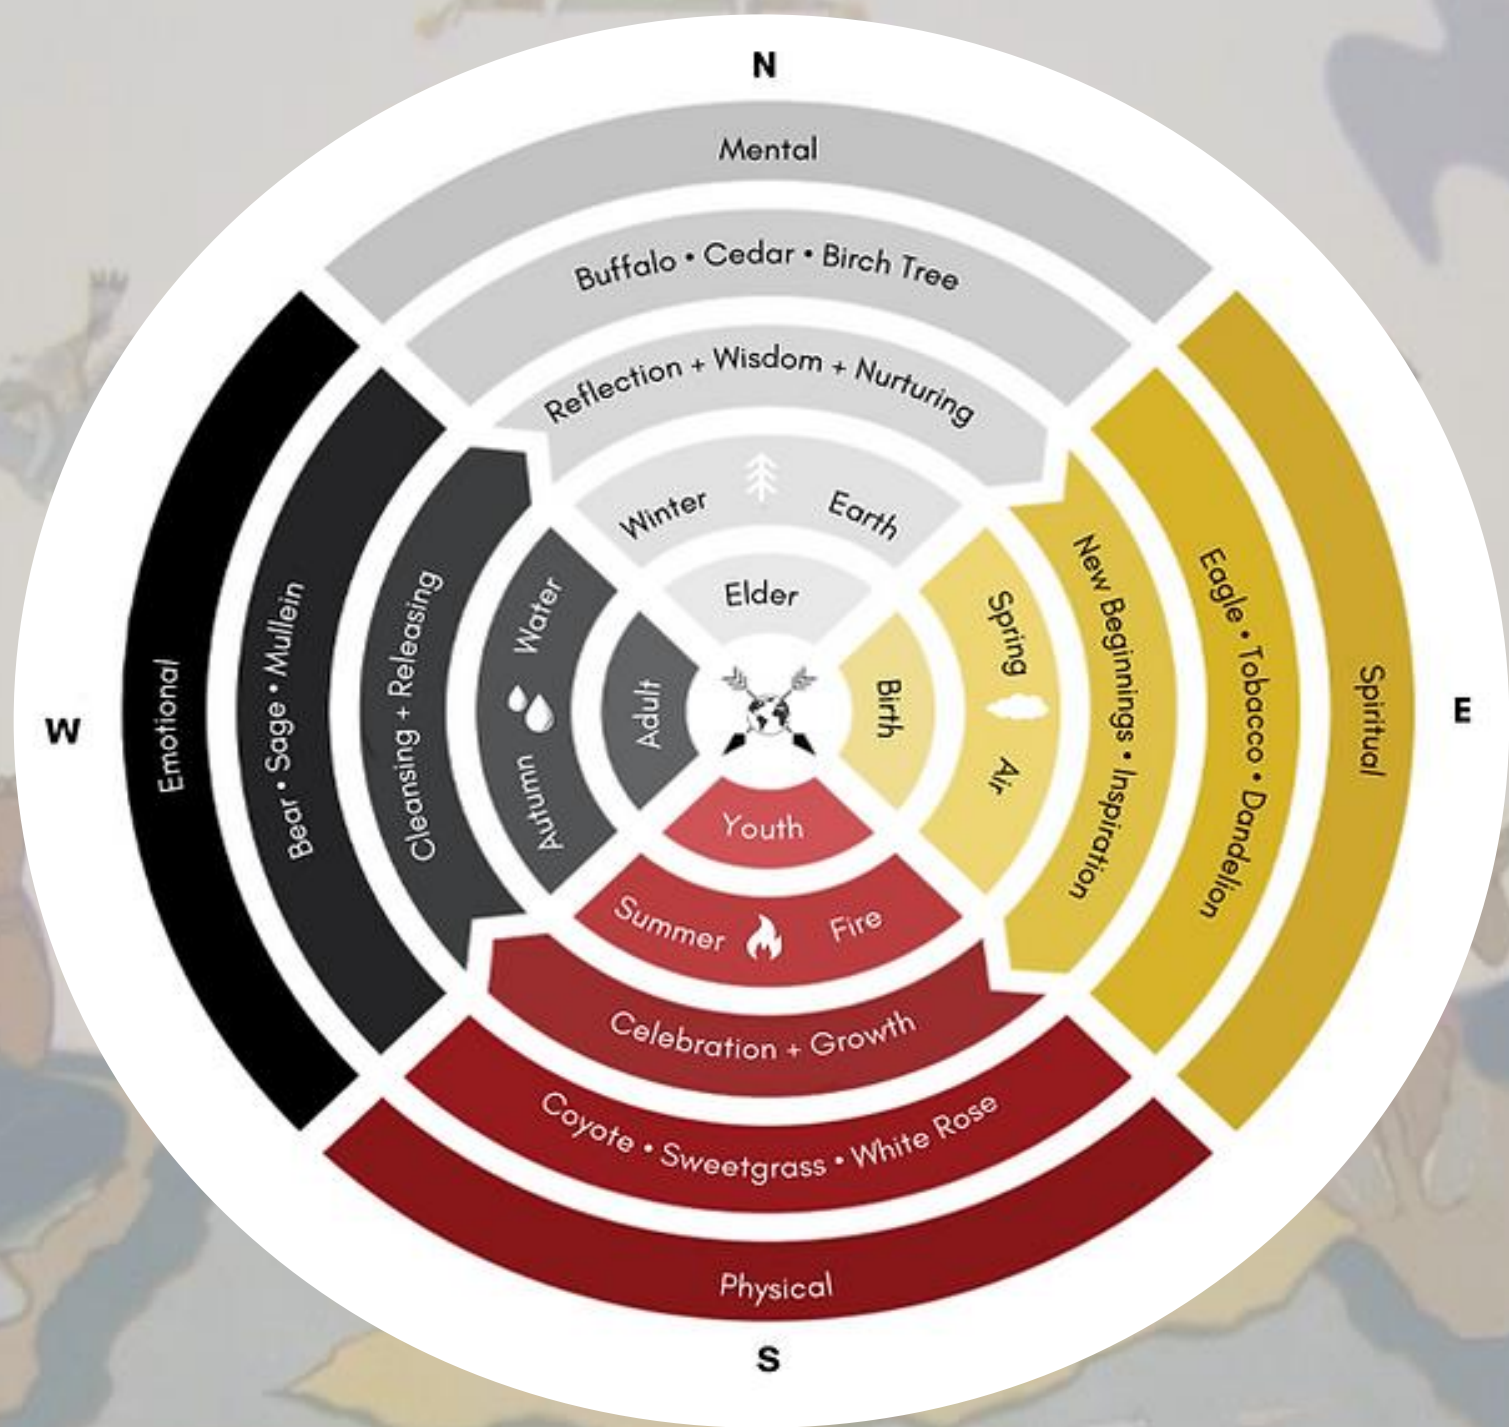 N
Mental
Buffalo • Cedar • Birch Tree
Reflection + Wisdom + Nurturing
Winter Earth
Elder
E
Spiritual
Eagle • Tobacco • Dandelion
New Beginnings • Inspiration
Spring Air
Birth
Youth
Summer Fire
Celebration + Growth
Coyote • Sweetgrass • White Rose
Physical
S
W
Emotional
Bear • Sage • Mullein
Cleansing + Releasing
Autumn Water
Adult